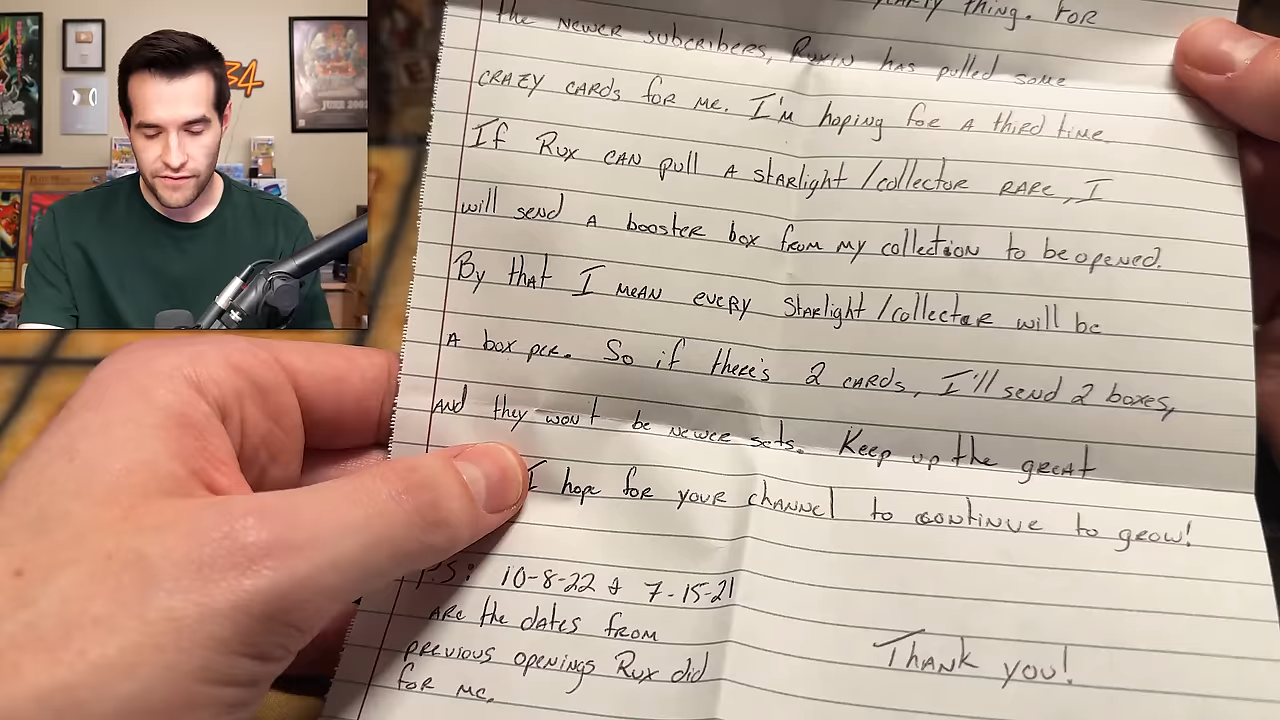 34
JUNE 2002
thing. For
the newer subcribers, Ruxin has pulled some
crazy cards for me. I'm hoping for a third time.
If Rux can pull a starlight/collector rare, I
will send a booster box from my collection to be opened.
By that I mean every starlight/collector will be
a box per. So if there's 2 cards, I'll send 2 boxes,
and they won't be newer sets. Keep up the great
I hope for your channel to continue to grow!
P.S: 10-8-22 & 7-15-21
are the dates from
previous openings Rux did
for me.
Thank you!